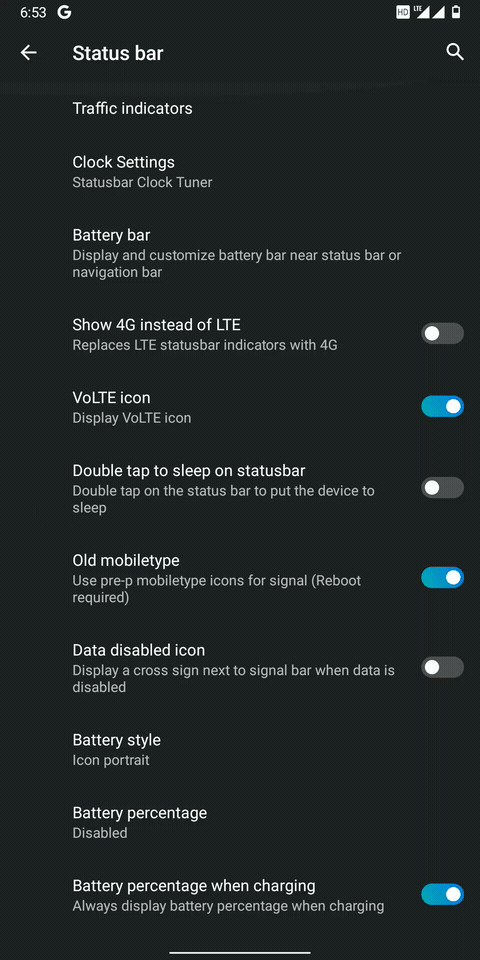 6:53 G HD LTE
Status bar
Traffic indicators
Clock Settings
Statusbar Clock Tuner
Battery bar
Display and customize battery bar near status bar or
navigation bar
Show 4G instead of LTE
Replaces LTE statusbar indicators with 4G
VoLTE icon
Display VoLTE icon
Double tap to sleep on statusbar
Double tap on the status bar to put the device to
sleep
Old mobiletype
Use pre-p mobiletype icons for signal (Reboot
required)
Data disabled icon
Display a cross sign next to signal bar when data is
disabled
Battery style
Icon portrait
Battery percentage
Disabled
Battery percentage when charging
Always display battery percentage when charging